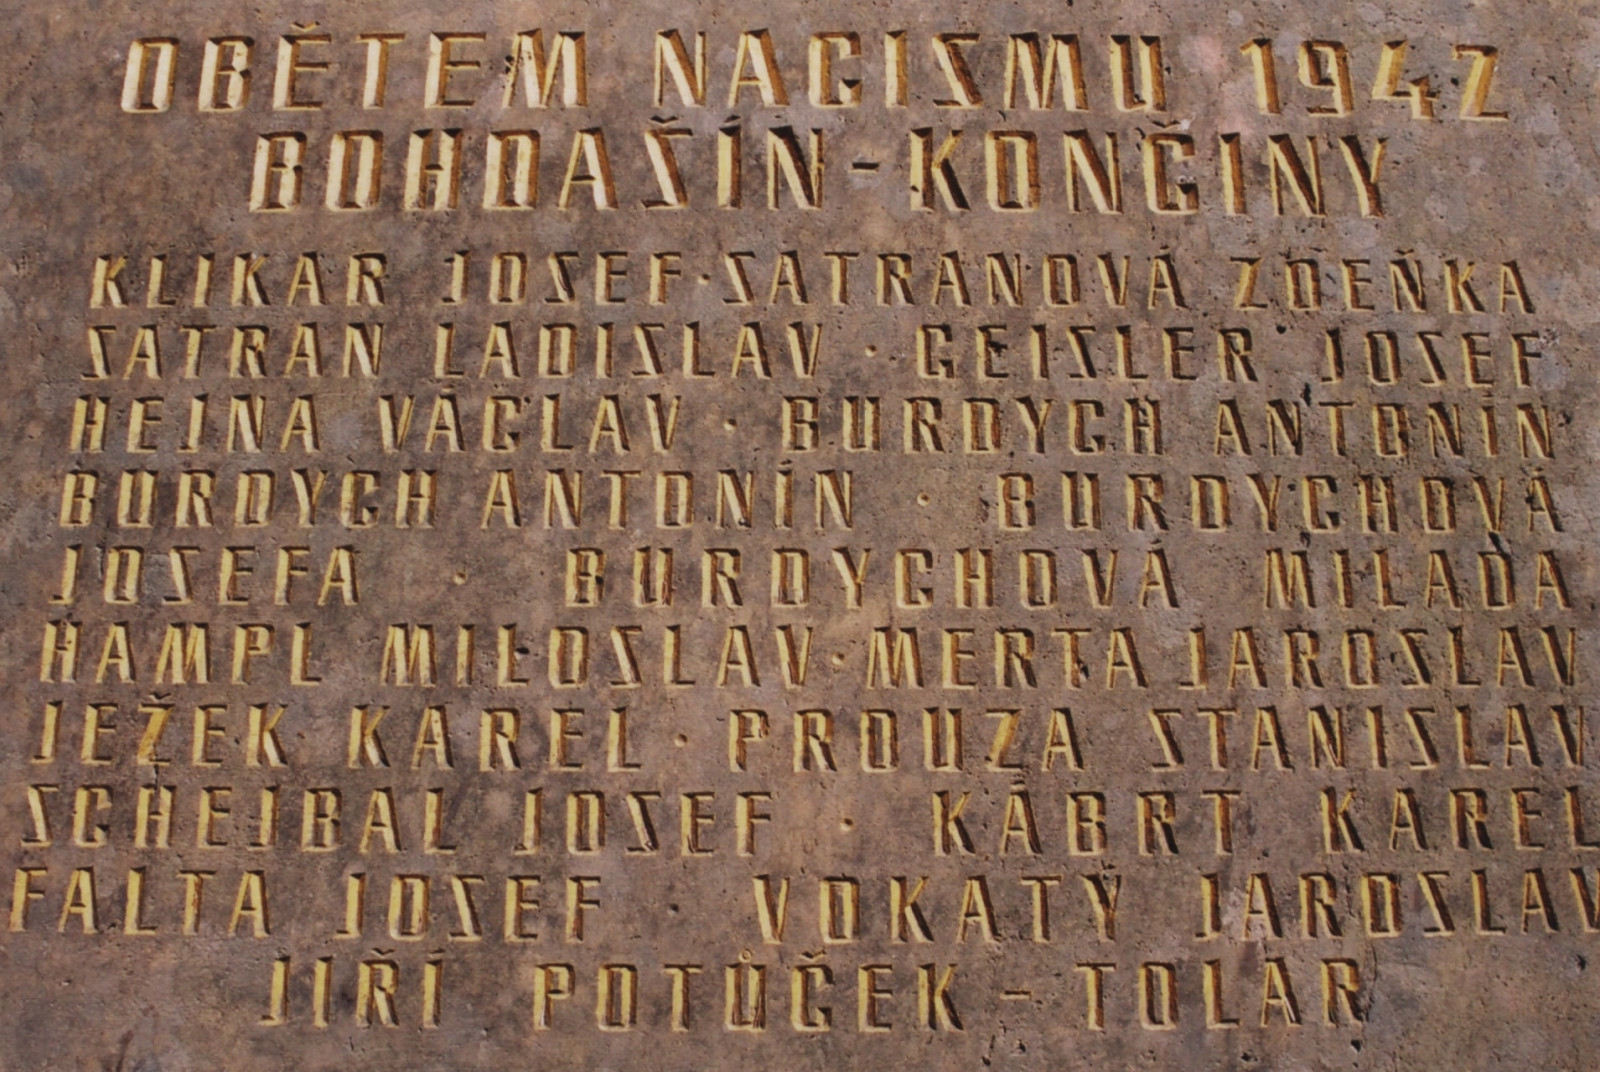 OBĚTEM NACISMU 1942
BOHDAŠÍN - KONČINY
KLIKAR JOSEF · SATRANOVÁ ZDEŇKA
SATRAN LADISLAV · GEISLER JOSEF
HEJNA VÁCLAV · BURDYCH ANTONÍN
BURDYCH ANTONÍN · BURDYCHOVÁ
JOSEFA · BURDYCHOVÁ MILADA
HAMPL MILOSLAV · MERTA JAROSLAV
JEŽEK KAREL · PROUZA STANISLAV
SCHEJBAL JOSEF · KÁBRT KAREL
FALTA JOSEF · VOKATÝ JAROSLAV
JIŘÍ POTŮČEK - TOLAR